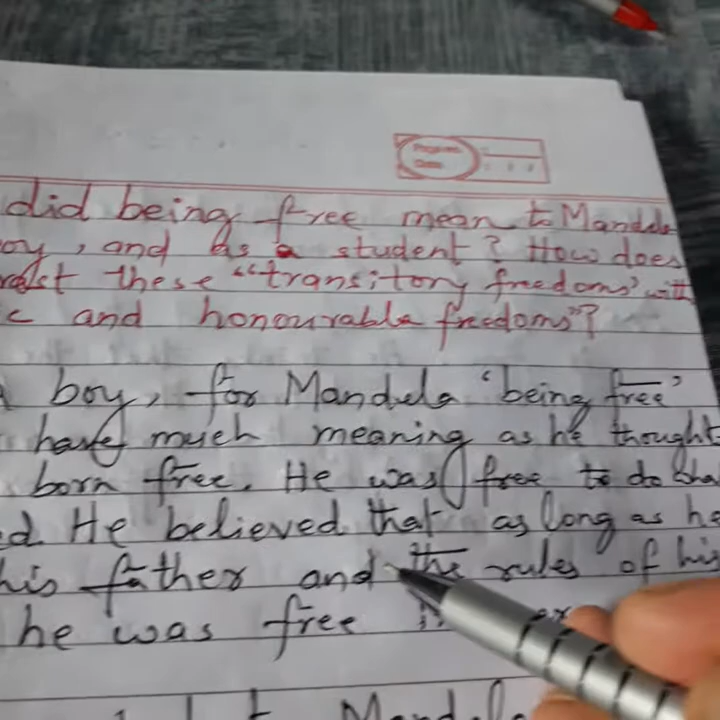 did being free mean to Mandela
, and as a student ? How does
these "transitory freedoms" with
and honourable freedoms"?
boy, for Mandela 'being free'
have much meaning as he thought
born free. He was free to do
He believed that as long as he
his father and the rules of his
he was free